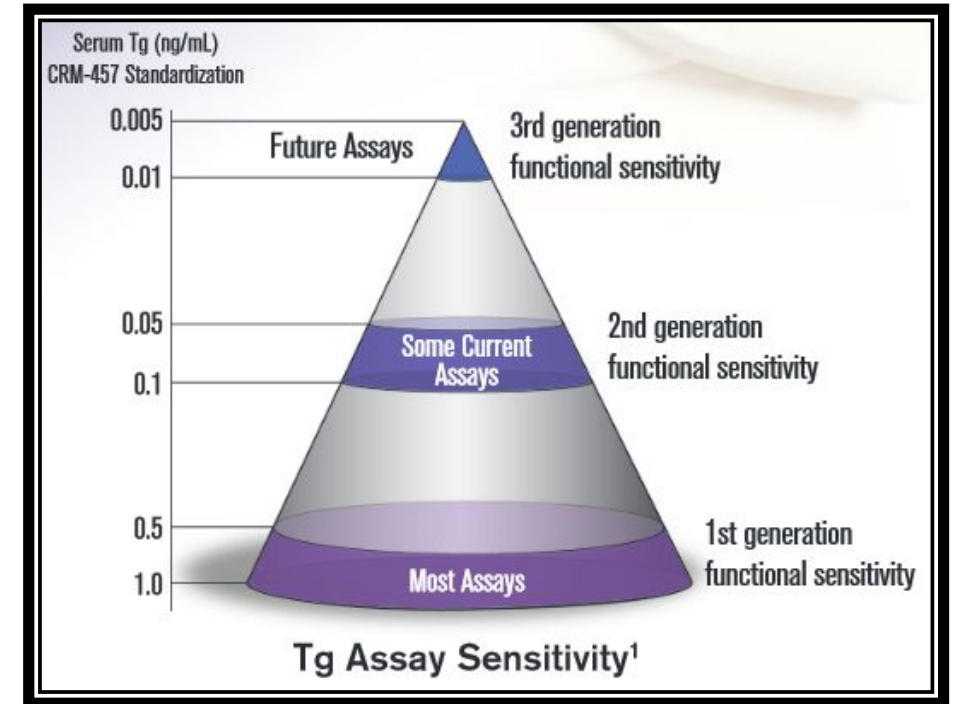 Serum Tg (ng/mL)
CRM-457 Standardization
0.005
Future Assays
3rd generation
functional sensitivity
0.01
0.05
2nd generation
functional sensitivity
Some Current
Assays
0.1
0.5
1st generation
functional sensitivity
Most Assays
1.0
Tg Assay Sensitivity¹